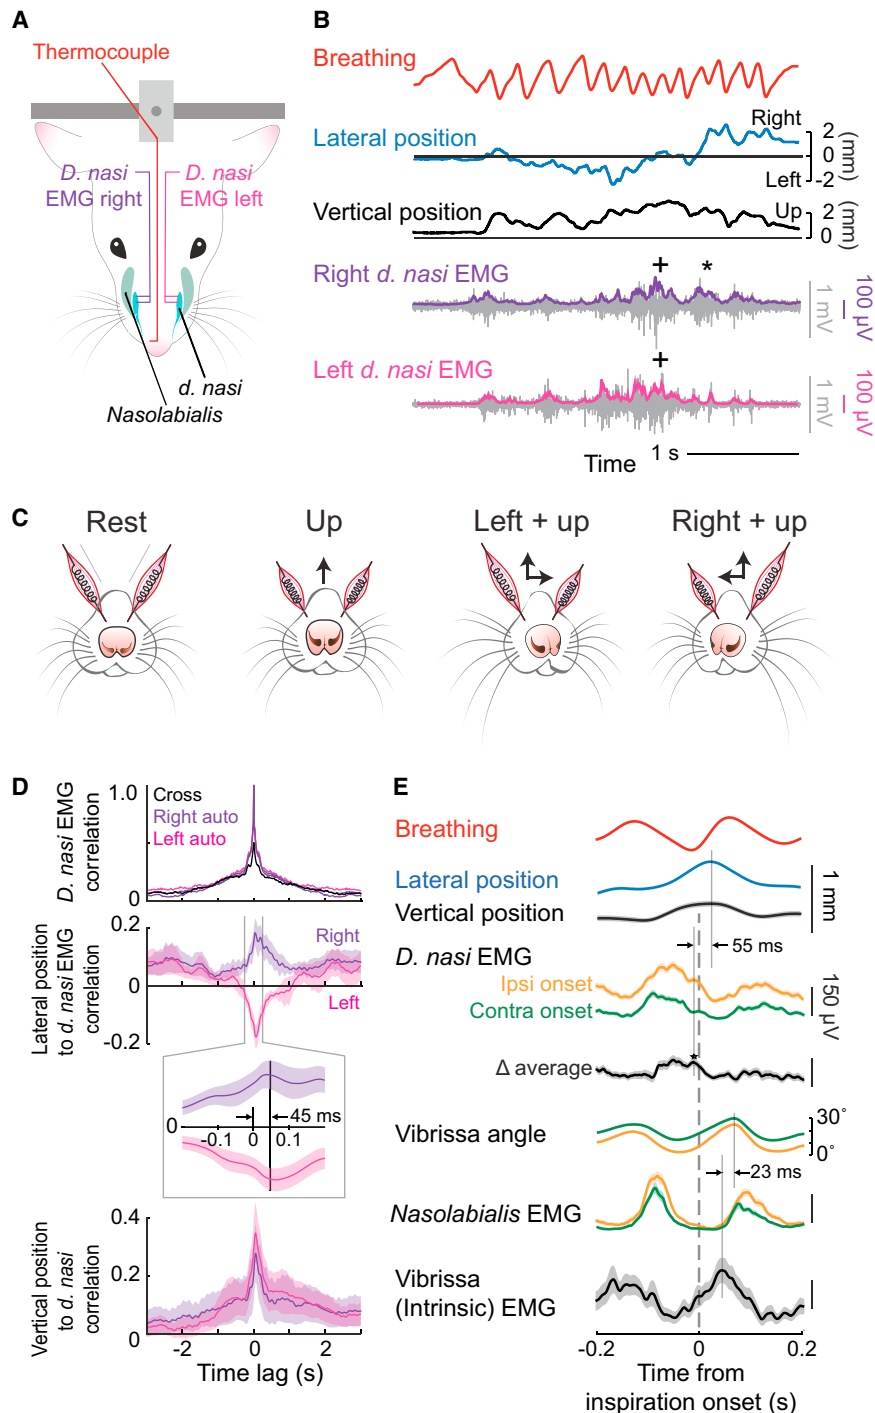 A
Thermocouple
D. nasi
EMG right
D. nasi
EMG left
d. nasi
Nasolabialis
B
Breathing
Lateral position
Right
Left
2
0
-2
(mm)
Vertical position
Up
2
0
(mm)
Right d. nasi EMG
+
*
1 mV
100 µV
Left d. nasi EMG
+
1 mV
100 µV
Time
1 s
C
Rest
Up
Left + up
Right + up
D
D. nasi EMG
correlation
1.0
0
Cross
Right auto
Left auto
Lateral position
to d. nasi EMG
correlation
0.2
0
-0.2
Right
Left
0
45 ms
-0.1
0
0.1
Vertical position
to d. nasi
correlation
0.4
0.2
0
-2
0
2
Time lag (s)
E
Breathing
Lateral position
Vertical position
1 mm
55 ms
D. nasi EMG
Ipsi onset
Contra onset
150 µV
Δ average
*
Vibrissa angle
30°
0°
23 ms
Nasolabialis EMG
Vibrissa
(Intrinsic) EMG
-0.2
0
0.2
Time from
inspiration onset (s)